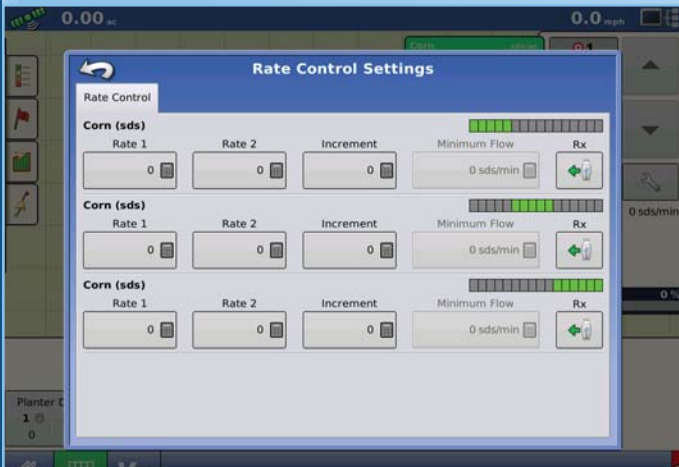 0.00 ac
0.0 mph
Corn
1
Rate Control Settings
Rate Control
Corn (sds)
Rate 1 Rate 2 Increment Minimum Flow Rx
0 0 0 0 sds/min
Corn (sds)
Rate 1 Rate 2 Increment Minimum Flow Rx
0 0 0 0 sds/min
0 sds/min
Corn (sds)
Rate 1 Rate 2 Increment Minimum Flow Rx
0 0 0 0 sds/min
0 %
Planter D
1
0